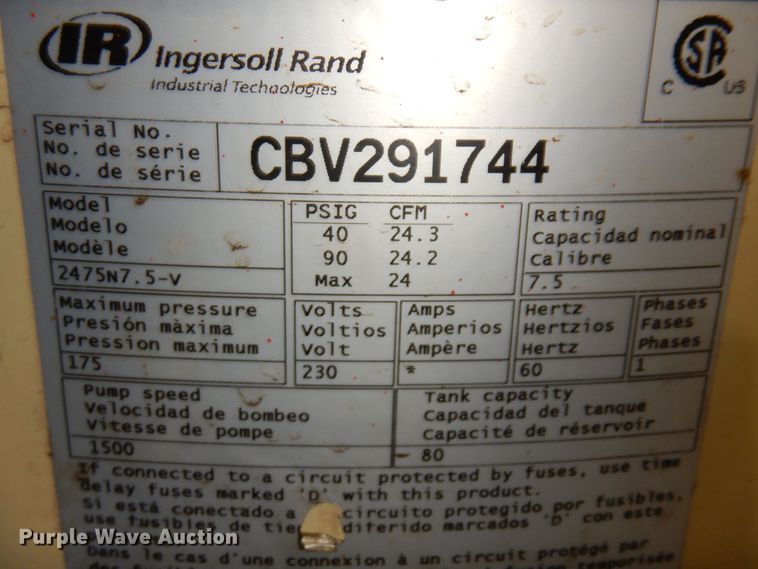 IR Ingersoll Rand
Industrial Technologies
CSA
C US
Serial No.
No. de serie
No. de série
CBV291744
Model
Modelo
Modèle
2475N7.5-V
PSIG CFM
40 24.3
90 24.2
Max 24
Rating
Capacidad nominal
Calibre
7.5
Maximum pressure
Presión màxima
Pression maximum
175
Volts
Voltios
Volt
230
Amps
Amperios
Ampère
*
Hertz
Hertzios
Hertz
60
Phases
Fases
Phases
1
Pump speed
Velocidad de bombeo
Vitesse de pompe
1500
Tank capacity
Capacidad del tanque
Capacité de réservoir
80
If connected to a circuit protected by fuses, use time
delay fuses marked 'D' with this product.
Si está conectado a circuito protegido por fusibles,
use fusibles de diferido marcados 'D' con este
Dans le cas d'une connexion à un circuit protégé par
temporisée
Purple Wave Auction